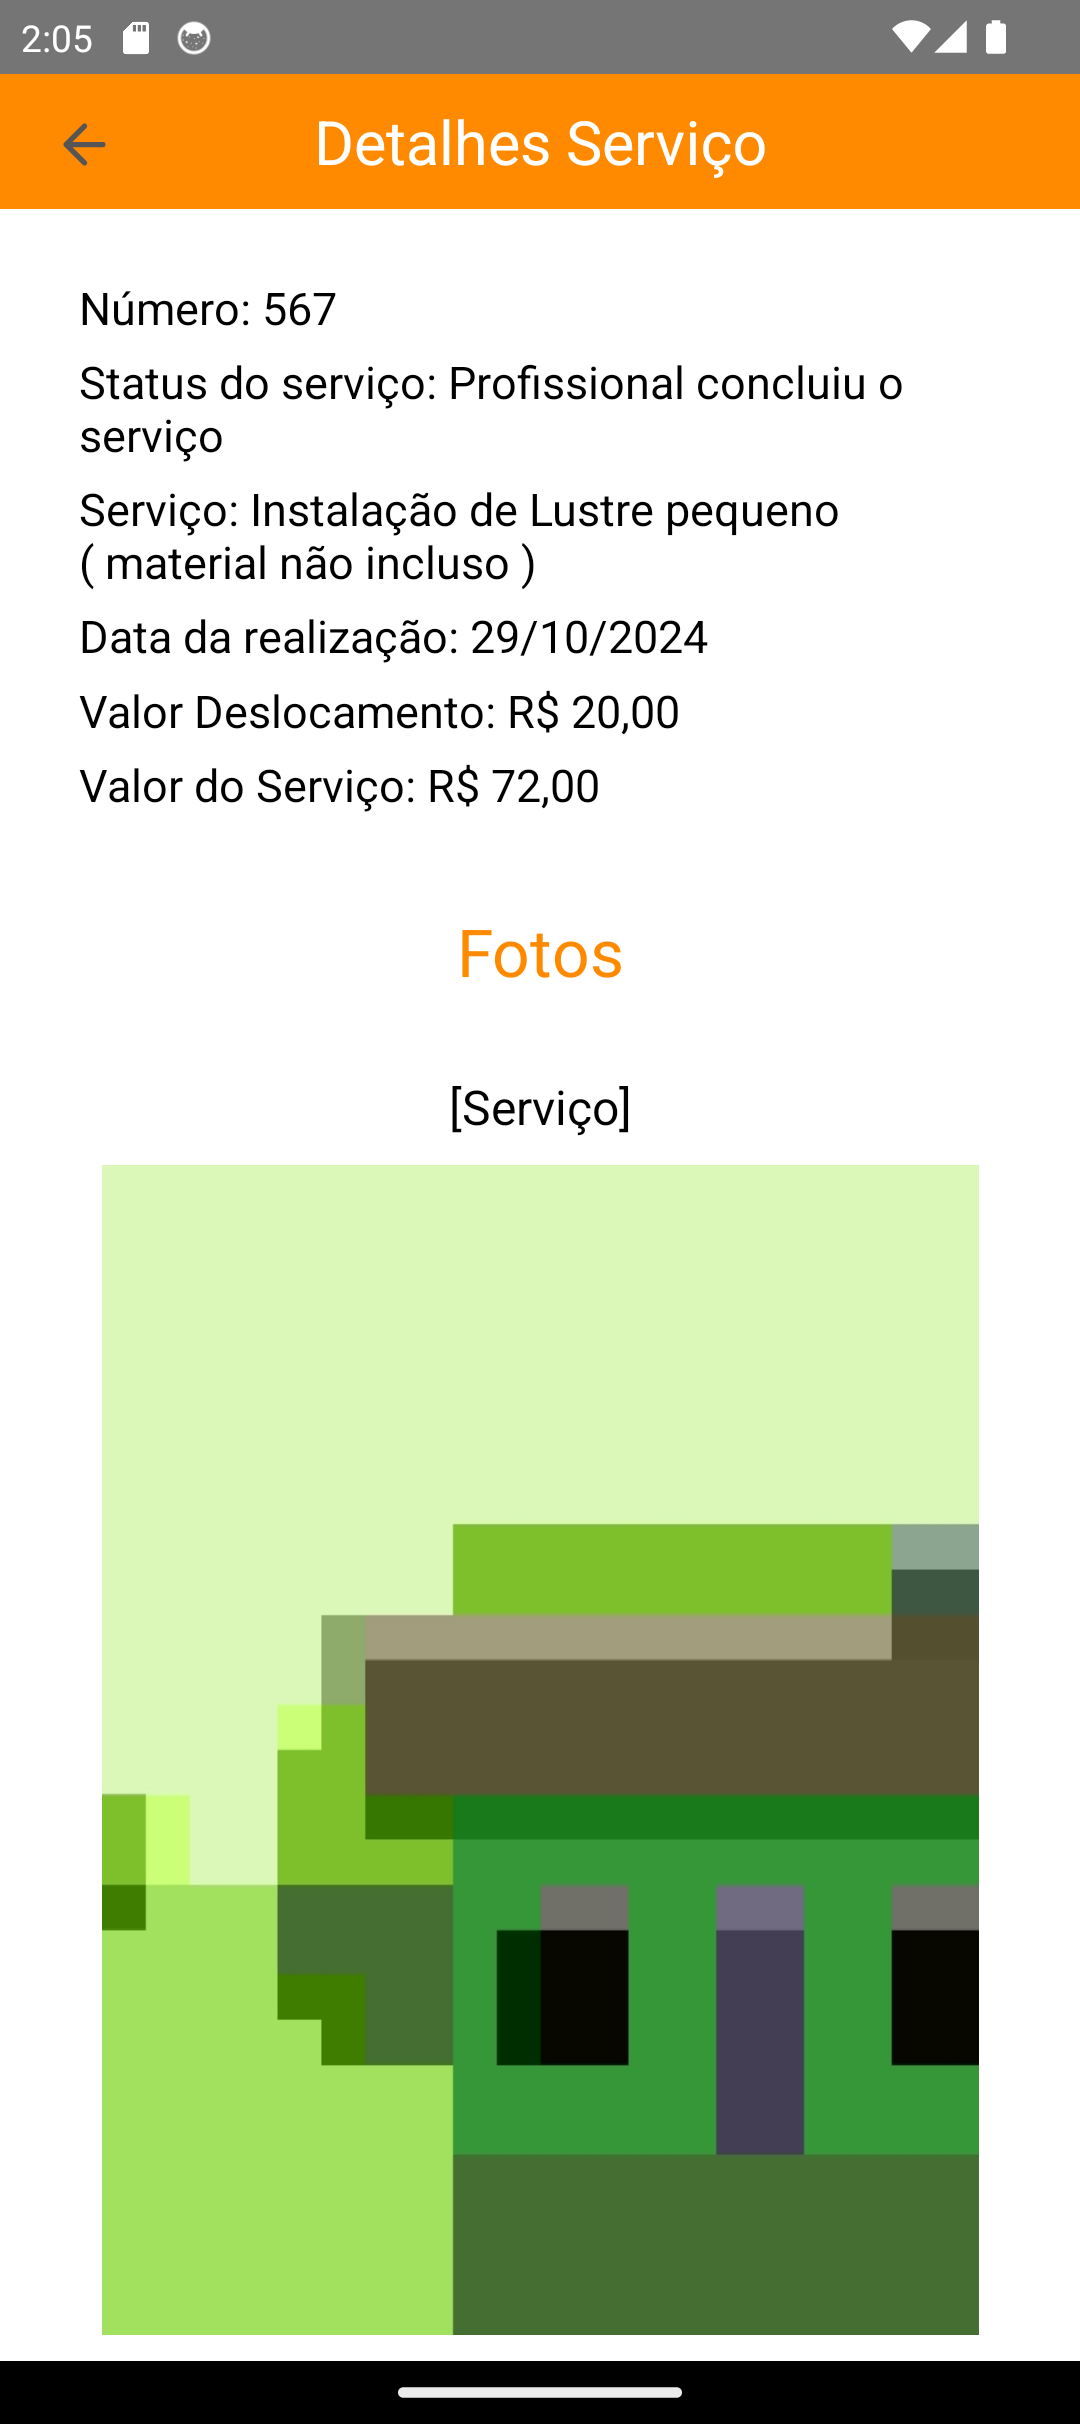 2:05
Detalhes Serviço
Número: 567
Status do serviço: Profissional concluiu o
serviço
Serviço: Instalação de Lustre pequeno
( material não incluso )
Data da realização: 29/10/2024
Valor Deslocamento: R$ 20,00
Valor do Serviço: R$ 72,00
Fotos
[Serviço]